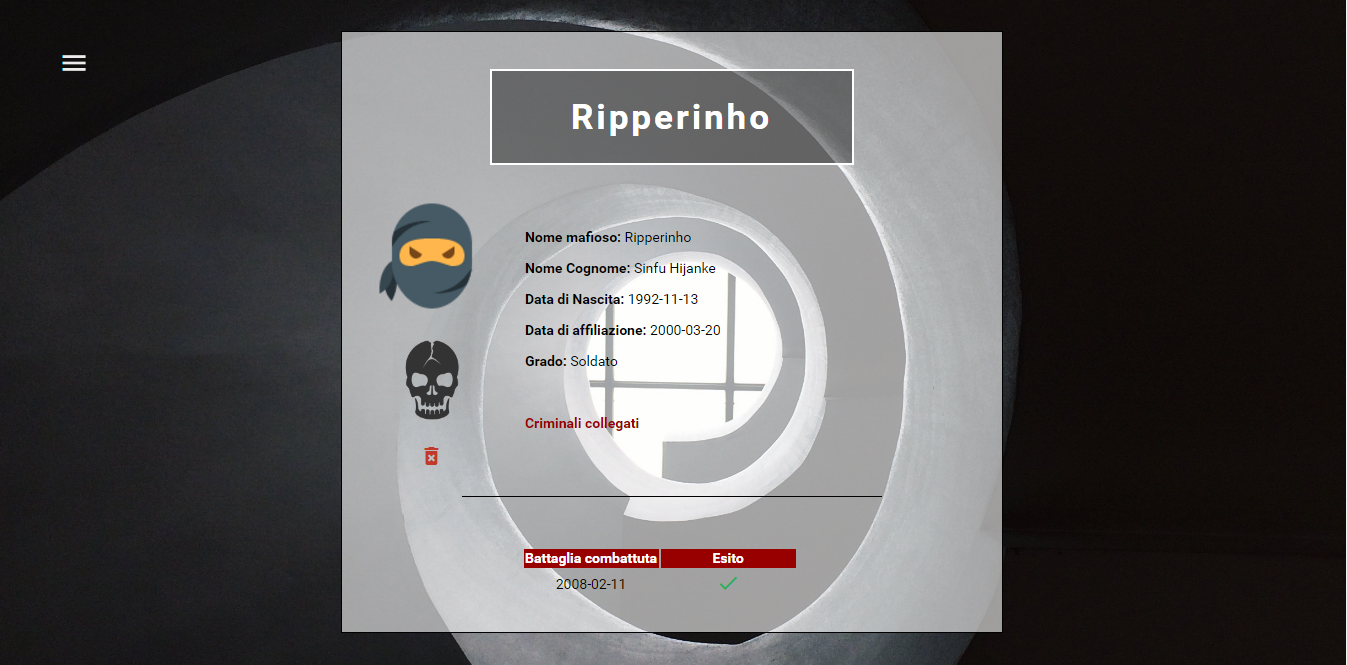 Ripperinho
Nome mafioso: Ripperinho
Nome Cognome: Sinfu Hijanke
Data di Nascita: 1992-11-13
Data di affiliazione: 2000-03-20
Grado: Soldato
Criminali collegati
Battaglia combattuta Esito
2008-02-11